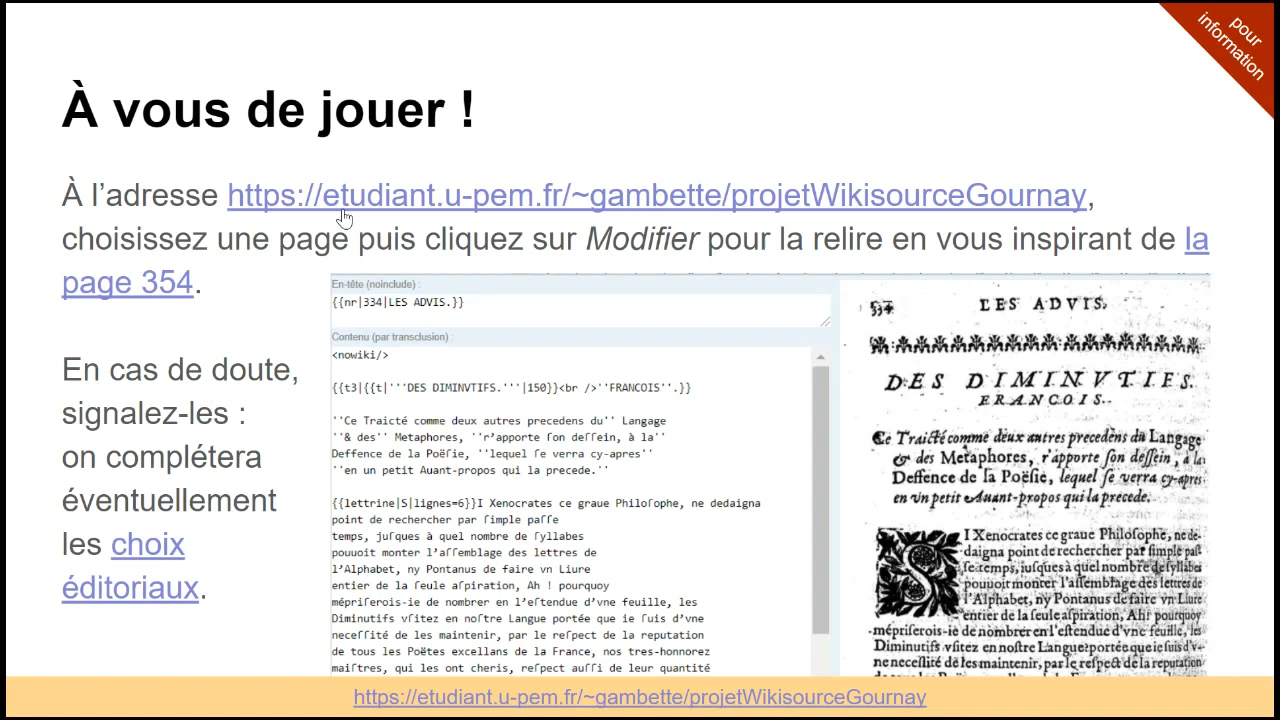 pour
information
À vous de jouer !
À l’adresse https://etudiant.u-pem.fr/~gambette/projetWikisourceGournay,
choisissez une page puis cliquez sur Modifier pour la relire en vous inspirant de la
page 354.
En cas de doute,
signalez-les :
on complétera
éventuellement
les choix
éditoriaux.
En-tête (noinclude) :
{{nr|334|LES ADVIS.}}
Contenu (par transclusion) :
<nowiki/>
{{t3|{{t|'''DES DIMINVTIFS.'''|150}}<br />''FRANCOIS''.}}
''Ce Traicté comme deux autres precedens du'' Langage
''& des'' Metaphores, ''r’apporte ſon deſſein, à la''
Deffence de la Poëſie, ''lequel ſe verra cy-apres''
''en un petit Auant-propos qui la precede.''
{{lettrine|S|lignes=6}}I Xenocrates ce graue Philoſophe, ne dedaigna
point de rechercher par ſimple paſſe
temps, juſques à quel nombre de ſyllabes
pouuoit monter l’aſſemblage des lettres de
l’Alphabet, ny Pontanus de faire vn Liure
entier de la ſeule aſpiration, Ah ! pourquoy
mépriſerois-ie de nombrer en l’eſtendue d’vne feuille, les
Diminutifs vſitez en noſtre Langue portée que ie ſuis d’vne
neceſſité de les maintenir, par le reſpect de la reputation
de tous les Poëtes excellans de la France, nos tres-honnorez
maiſtres, qui les ont cheris, reſpect auſſi de leur quantité
534
LES ADVIS.
DES DIMINVTIFS.
FRANCOIS.
Ce Traicté comme deux autres precedens du Langage
& des Metaphores, r’apporte ſon deſſein, à la
Deffence de la Poëſie, lequel ſe verra cy-apres
en vn petit Auant-propos qui la precede.
SI Xenocrates ce graue Philoſophe, ne de-
daigna point de rechercher par ſimple paſſ
ſe temps, iuſques à quel nombre de ſyllabes
pouuoit monter l’aſſemblage des lettres de
l’Alphabet, ny Pontanus de faire vn Liure
entier de la ſeule aſpiration, Ah! pourquoy
mépriſerois-ie de nombrer en l’eſtendue d’vne feuille, les
Diminutifs vſitez en noſtre Langue? portée que ie ſuis d’v-
ne neceſſité de les maintenir, par le reſpect de la reputation
https://etudiant.u-pem.fr/~gambette/projetWikisourceGournay